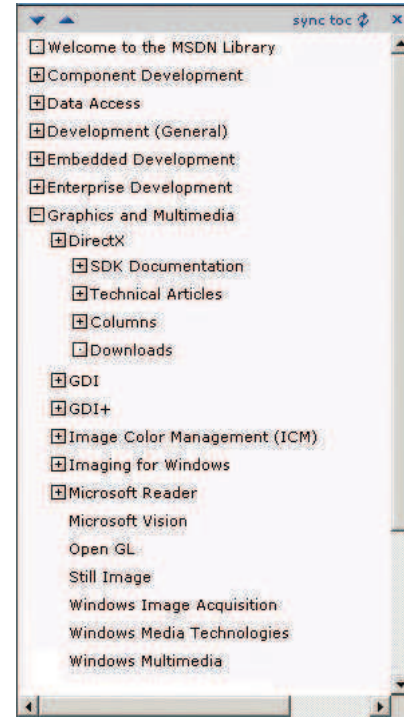 sync toc
Welcome to the MSDN Library
Component Development
Data Access
Development (General)
Embedded Development
Enterprise Development
Graphics and Multimedia
DirectX
SDK Documentation
Technical Articles
Columns
Downloads
GDI
GDI+
Image Color Management (ICM)
Imaging for Windows
Microsoft Reader
Microsoft Vision
Open GL
Still Image
Windows Image Acquisition
Windows Media Technologies
Windows Multimedia